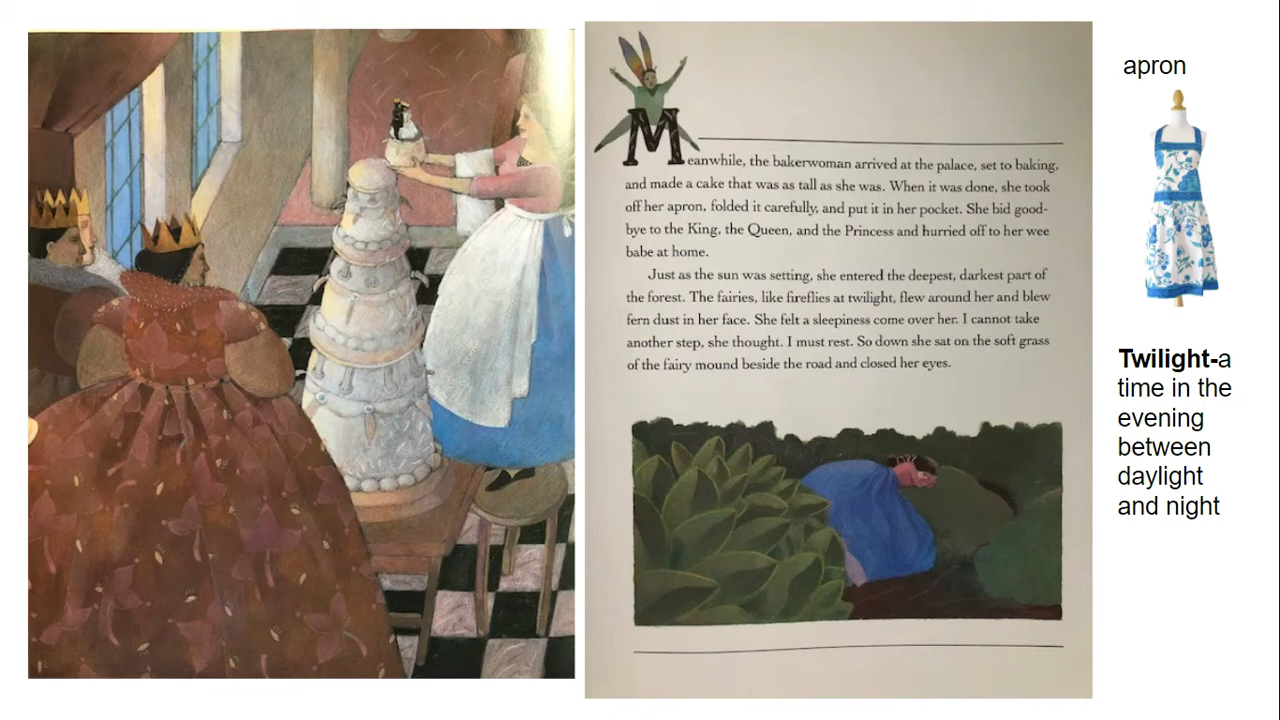 Meanwhile, the bakerwoman arrived at the palace, set to baking,
and made a cake that was as tall as she was. When it was done, she took
off her apron, folded it carefully, and put it in her pocket. She bid good-
bye to the King, the Queen, and the Princess and hurried off to her wee
babe at home.
Just as the sun was setting, she entered the deepest, darkest part of
the forest. The fairies, like fireflies at twilight, flew around her and blew
fern dust in her face. She felt a sleepiness come over her. I cannot take
another step, she thought. I must rest. So down she sat on the soft grass
of the fairy mound beside the road and closed her eyes.
apron
Twilight-a
time in the
evening
between
daylight
and night